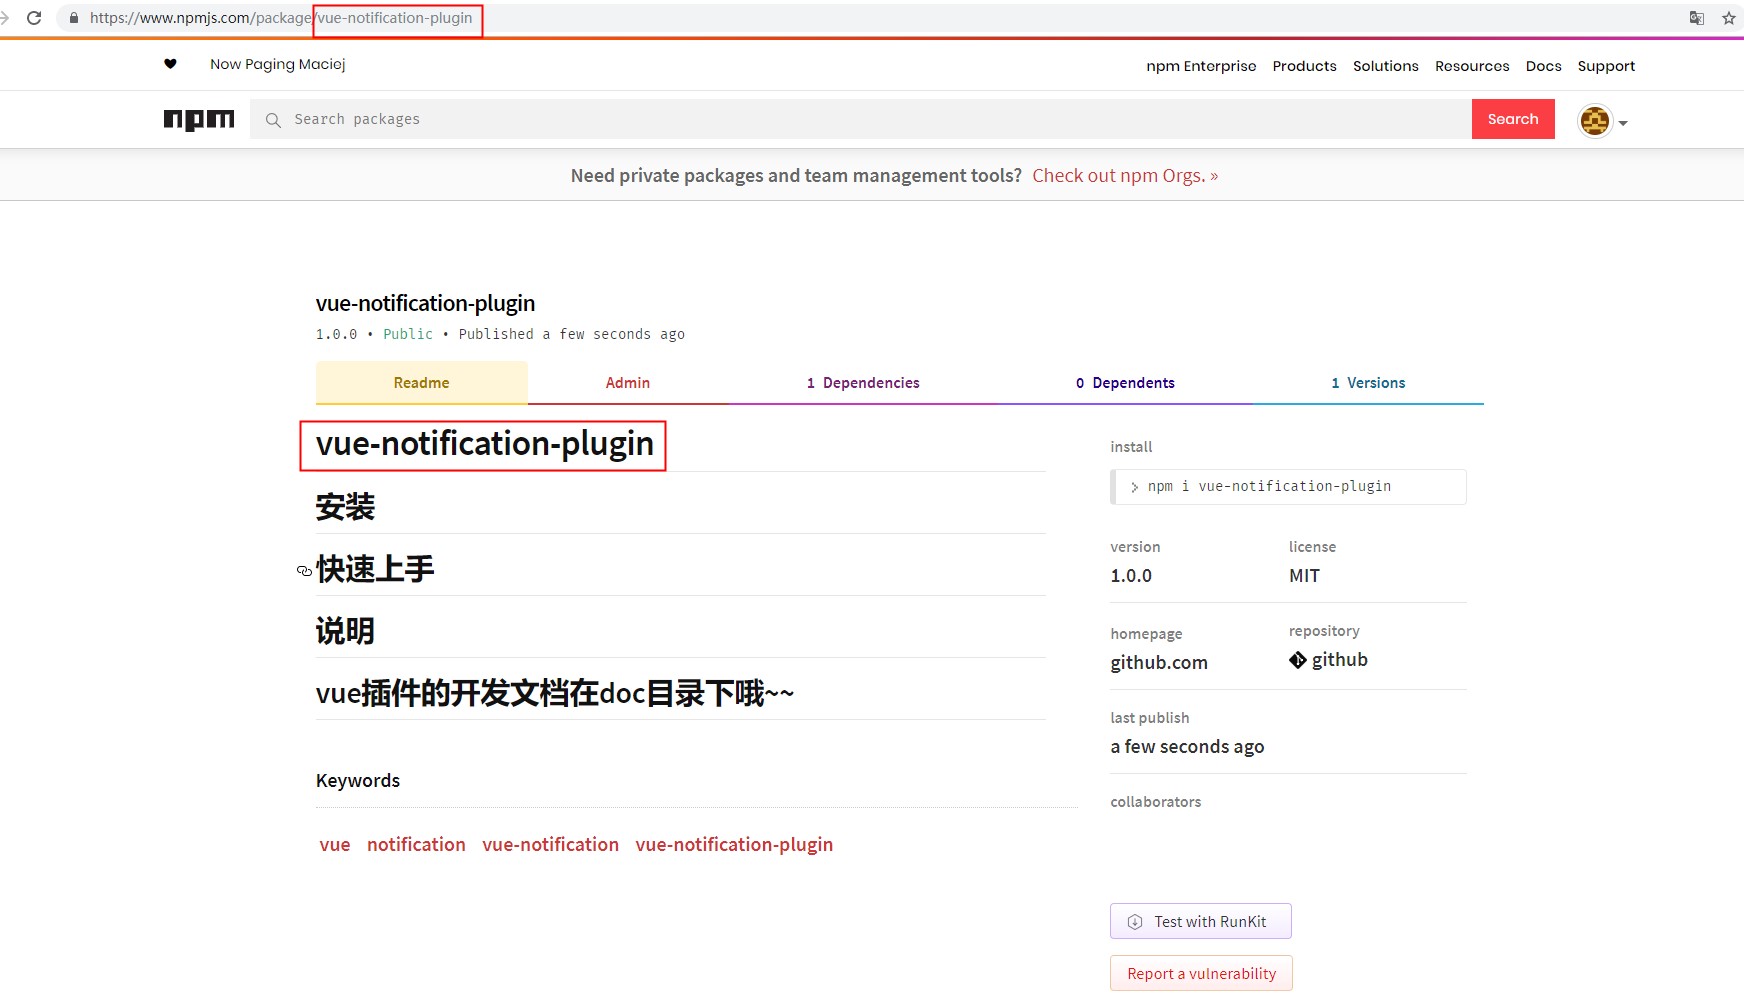 https://www.npmjs.com/package/vue-notification-plugin
Now Paging Maciej
npm Enterprise Products Solutions Resources Docs Support
npm
Search packages
Search
Need private packages and team management tools? Check out npm Orgs. »
vue-notification-plugin
1.0.0 • Public • Published a few seconds ago
Readme
Admin
1 Dependencies
0 Dependents
1 Versions
vue-notification-plugin
安装
快速上手
说明
vue插件的开发文档在doc目录下哦~~
Keywords
vue notification vue-notification vue-notification-plugin
install
> npm i vue-notification-plugin
version
1.0.0
license
MIT
homepage
github.com
repository
github
last publish
a few seconds ago
collaborators
Test with RunKit
Report a vulnerability